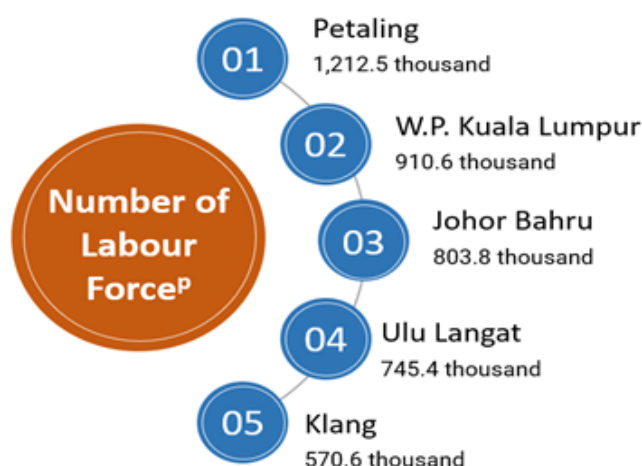 Number of
Labour
Forceᵖ
01
Petaling
1,212.5 thousand
02
W.P. Kuala Lumpur
910.6 thousand
03
Johor Bahru
803.8 thousand
04
Ulu Langat
745.4 thousand
05
Klang
570.6 thousand